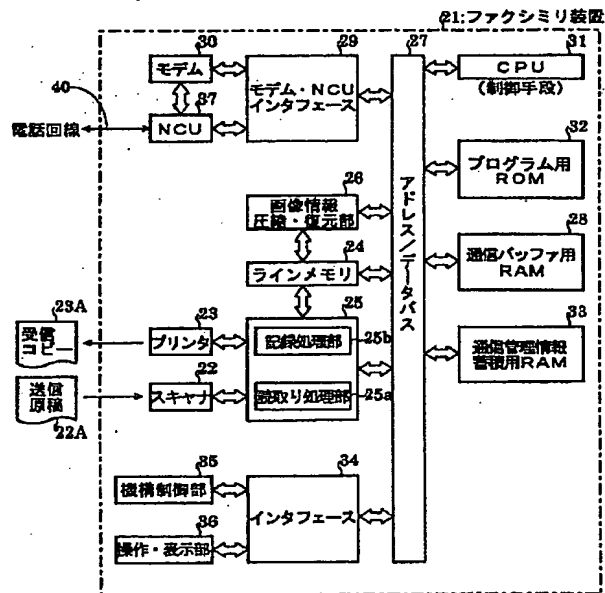 21:ファクシミリ装置
30
29
27
31
モデム
モデム・NCU
インタフェース
CPU
(制御手段)
40
37
電話回線
NCU
32
プログラム用
ROM
26
画像情報
圧縮・復元部
アドレス/データバス
28
24
ラインメモリ
通信バッファ用
RAM
23A
23
25
33
受信
コピー
プリンタ
記録処理部
25b
通信管理情報
蓄積用RAM
22
送信
原稿
スキャナ
読取り処理部
25a
22A
35
34
機構制御部
インタフェース
36
操作・表示部